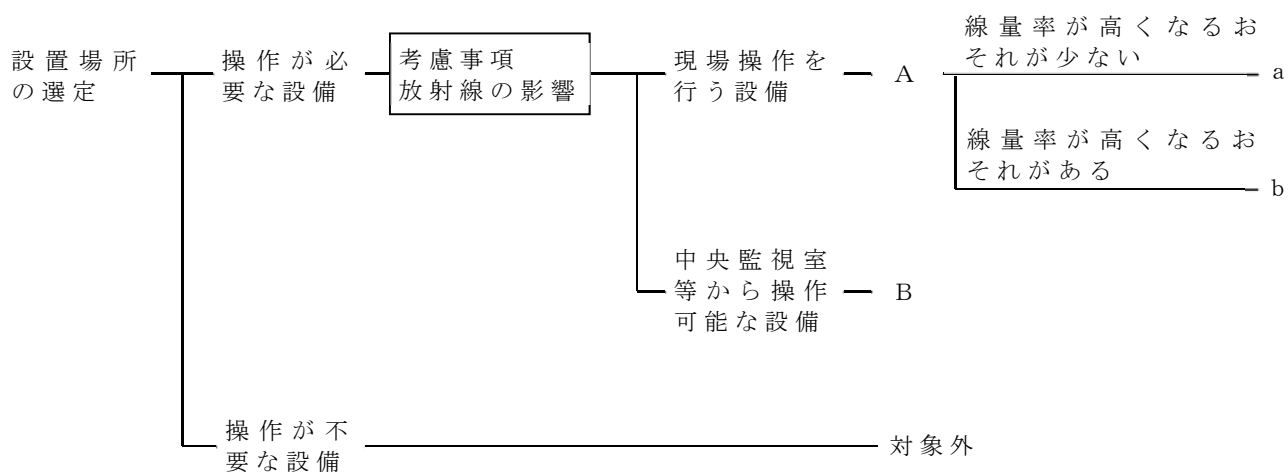 設置場所
の選定
操作が必
要な設備
考慮事項
放射線の影響
現場操作を
行う設備
A
線量率が高くなるお
それが少ない
a
線量率が高くなるお
それがある
b
中央監視室
等から操作
可能な設備
B
操作が不
要な設備
対象外